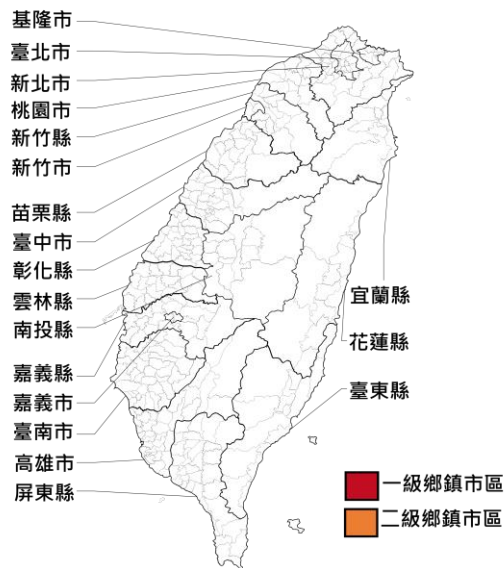 基隆市
臺北市
新北市
桃園市
新竹縣
新竹市
苗栗縣
臺中市
彰化縣
雲林縣
南投縣
嘉義縣
嘉義市
臺南市
高雄市
屏東縣
宜蘭縣
花蓮縣
臺東縣
一級鄉鎮市區
二級鄉鎮市區